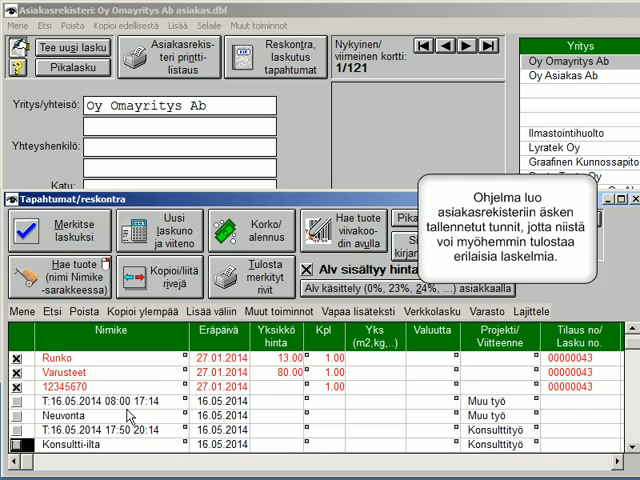 Asiakasrekisteri: Oy Omayritys Ab asiakas.dbf
Mene Etsi Poista Kopioi edellisestä Lisää Selaile Muut toiminnot
Tee uusi lasku
Pikalasku
Asiakasrekis-
teri printti-
listaus
Reskontra,
laskutus
tapahtumat
Nykyinen/
viimeinen kortti:
1/121
Yritys
Oy Omayritys Ab
Oy Asiakas Ab
Ilmastointihuolto
Lyratek Oy
Graafinen Kunnossapito
Yritys/yhteisö: Oy Omayritys Ab
Yhteyshenkilö:
Katu:
Tapahtumat/reskontra
Ohjelma luo
asiakasrekisteriin äsken
tallennetut tunnit, jotta niistä
voi myöhemmin tulostaa
erilaisia laskelmia.
Merkitse
laskuksi
Uusi
laskuno
ja viiteno
Korko/
alennus
Hae tuote
viivakoo-
din avulla
Hae tuote
(nimi Nimike
-sarakkeessa)
Kopioi/liitä
rivejä
Tulosta
merkityt
rivit
Alv sisältyy hinta
Alv käsittely (0%, 23%, 24%, ...) asiakkaalla
Mene Etsi Poista Kopioi ylempää Lisää väliin Muut toiminnot Vapaa lisäteksti Verkkolasku Varasto Lajittele
Nimike Eräpäivä Yksikkö hinta Kpl Yks (m2,kg,..) Valuutta Projekti/ Viitteenne Tilaus no/ Lasku no.
Runko 27.01.2014 13.00 1.00 00000043
Varusteet 27.01.2014 80.00 1.00 00000043
12345670 27.01.2014 1.00 00000043
T:16.05.2014 08:00 17:14 16.05.2014 Muu työ
Neuvonta 16.05.2014 Muu työ
T:16.05.2014 17:50 20:14 16.05.2014 Konsulttityö
Konsultti-ilta 16.05.2014 Konsulttityö